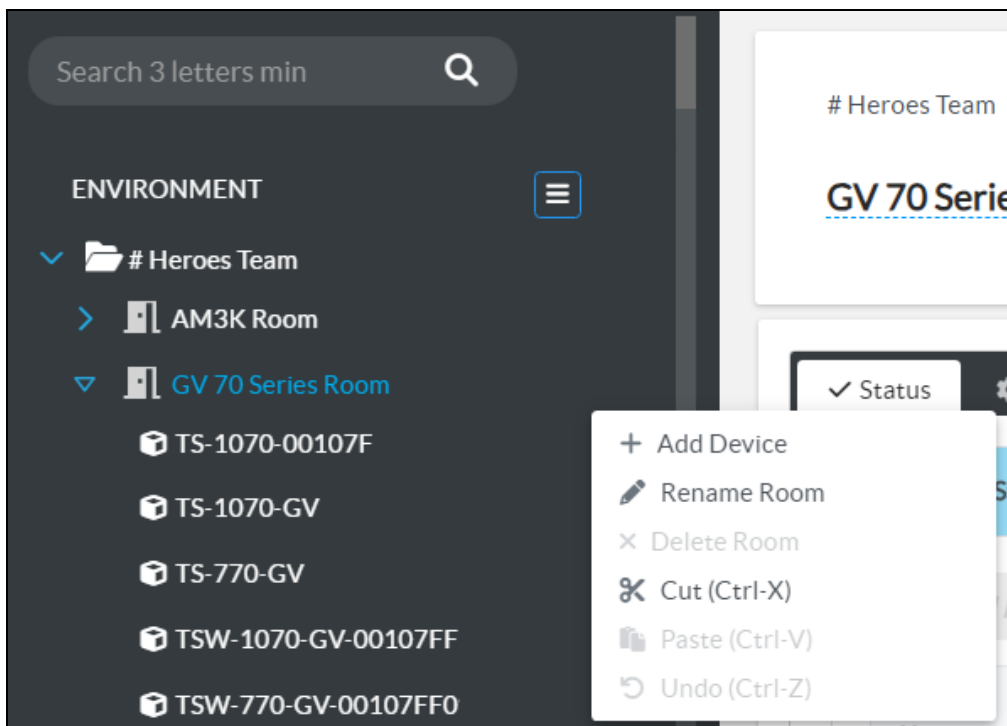 Search 3 letters min
ENVIRONMENT
# Heroes Team
AM3K Room
GV 70 Series Room
TS-1070-00107F
TS-1070-GV
TS-770-GV
TSW-1070-GV-00107FF
TSW-770-GV-00107FF0
# Heroes Team
GV 70 Serie
Status
Add Device
Rename Room
Delete Room
Cut (Ctrl-X)
Paste (Ctrl-V)
Undo (Ctrl-Z)